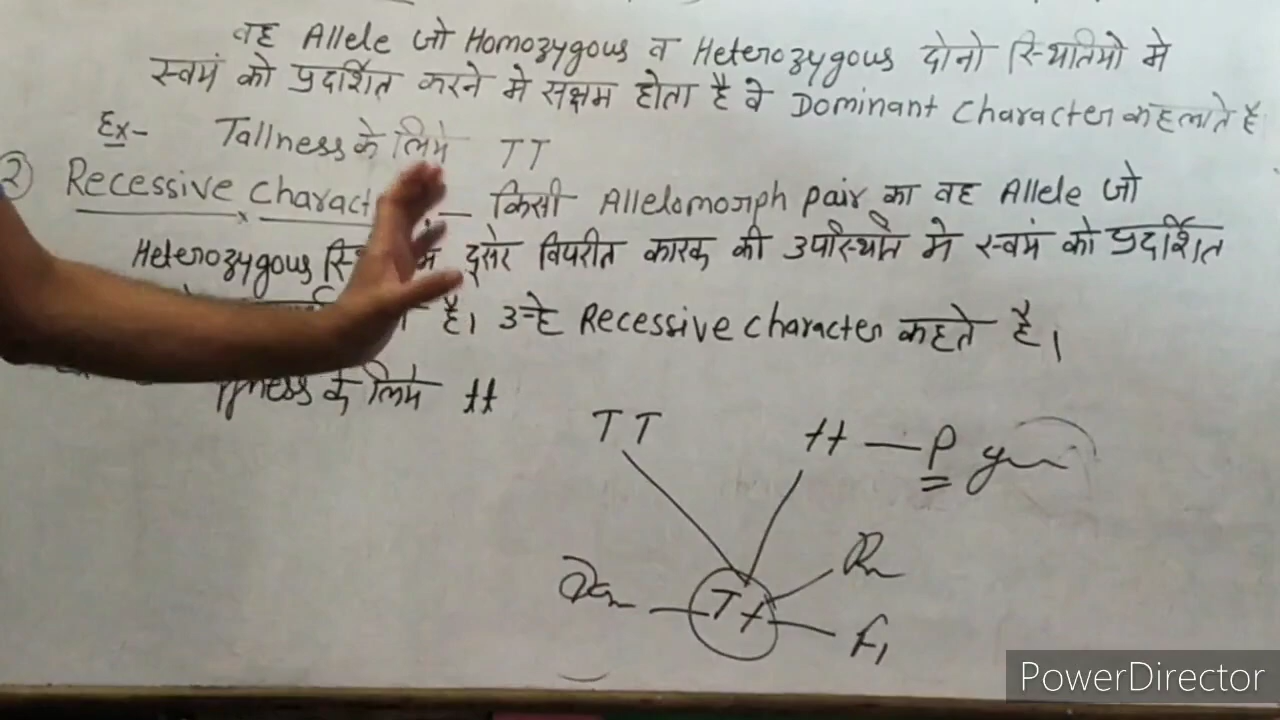 वह Allele जो Homozygous व Heterozygous दोनो स्थितियो मे
स्वयं को प्रदर्शित करने मे सक्षम होता है वे Dominant Character कहलाते है
Ex- Tallness के लिये TT
② Recessive Charact — किसी Allelomorph pair का वह Allele जो
Heterozygous में दूसरे विपरीत कारक की उपस्थिति मे स्वयं को प्रदर्शित
है। उन्हे Recessive Character कहते है।
के लिये tt
TT tt — P
Tt
F1
PowerDirector